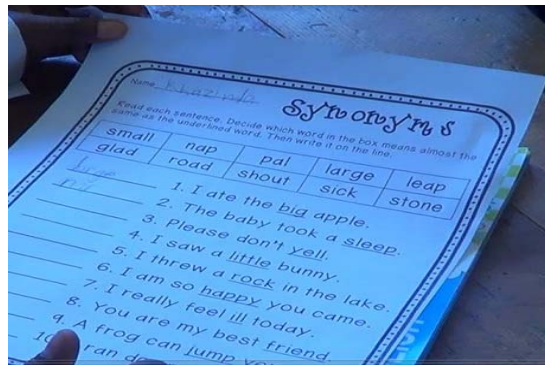 Synonyms
Name
Read each sentence. Decide which word in the box means almost the
same as the underlined word. Then write it on the line.
small nap pal large leap
glad road shout sick stone
1. I ate the big apple.
2. The baby took a sleep.
3. Please don't yell.
4. I saw a little bunny.
5. I threw a rock in the lake.
6. I am so happy you came.
7. I really feel ill today.
8. You are my best friend.
9. A frog can jump
10 ran